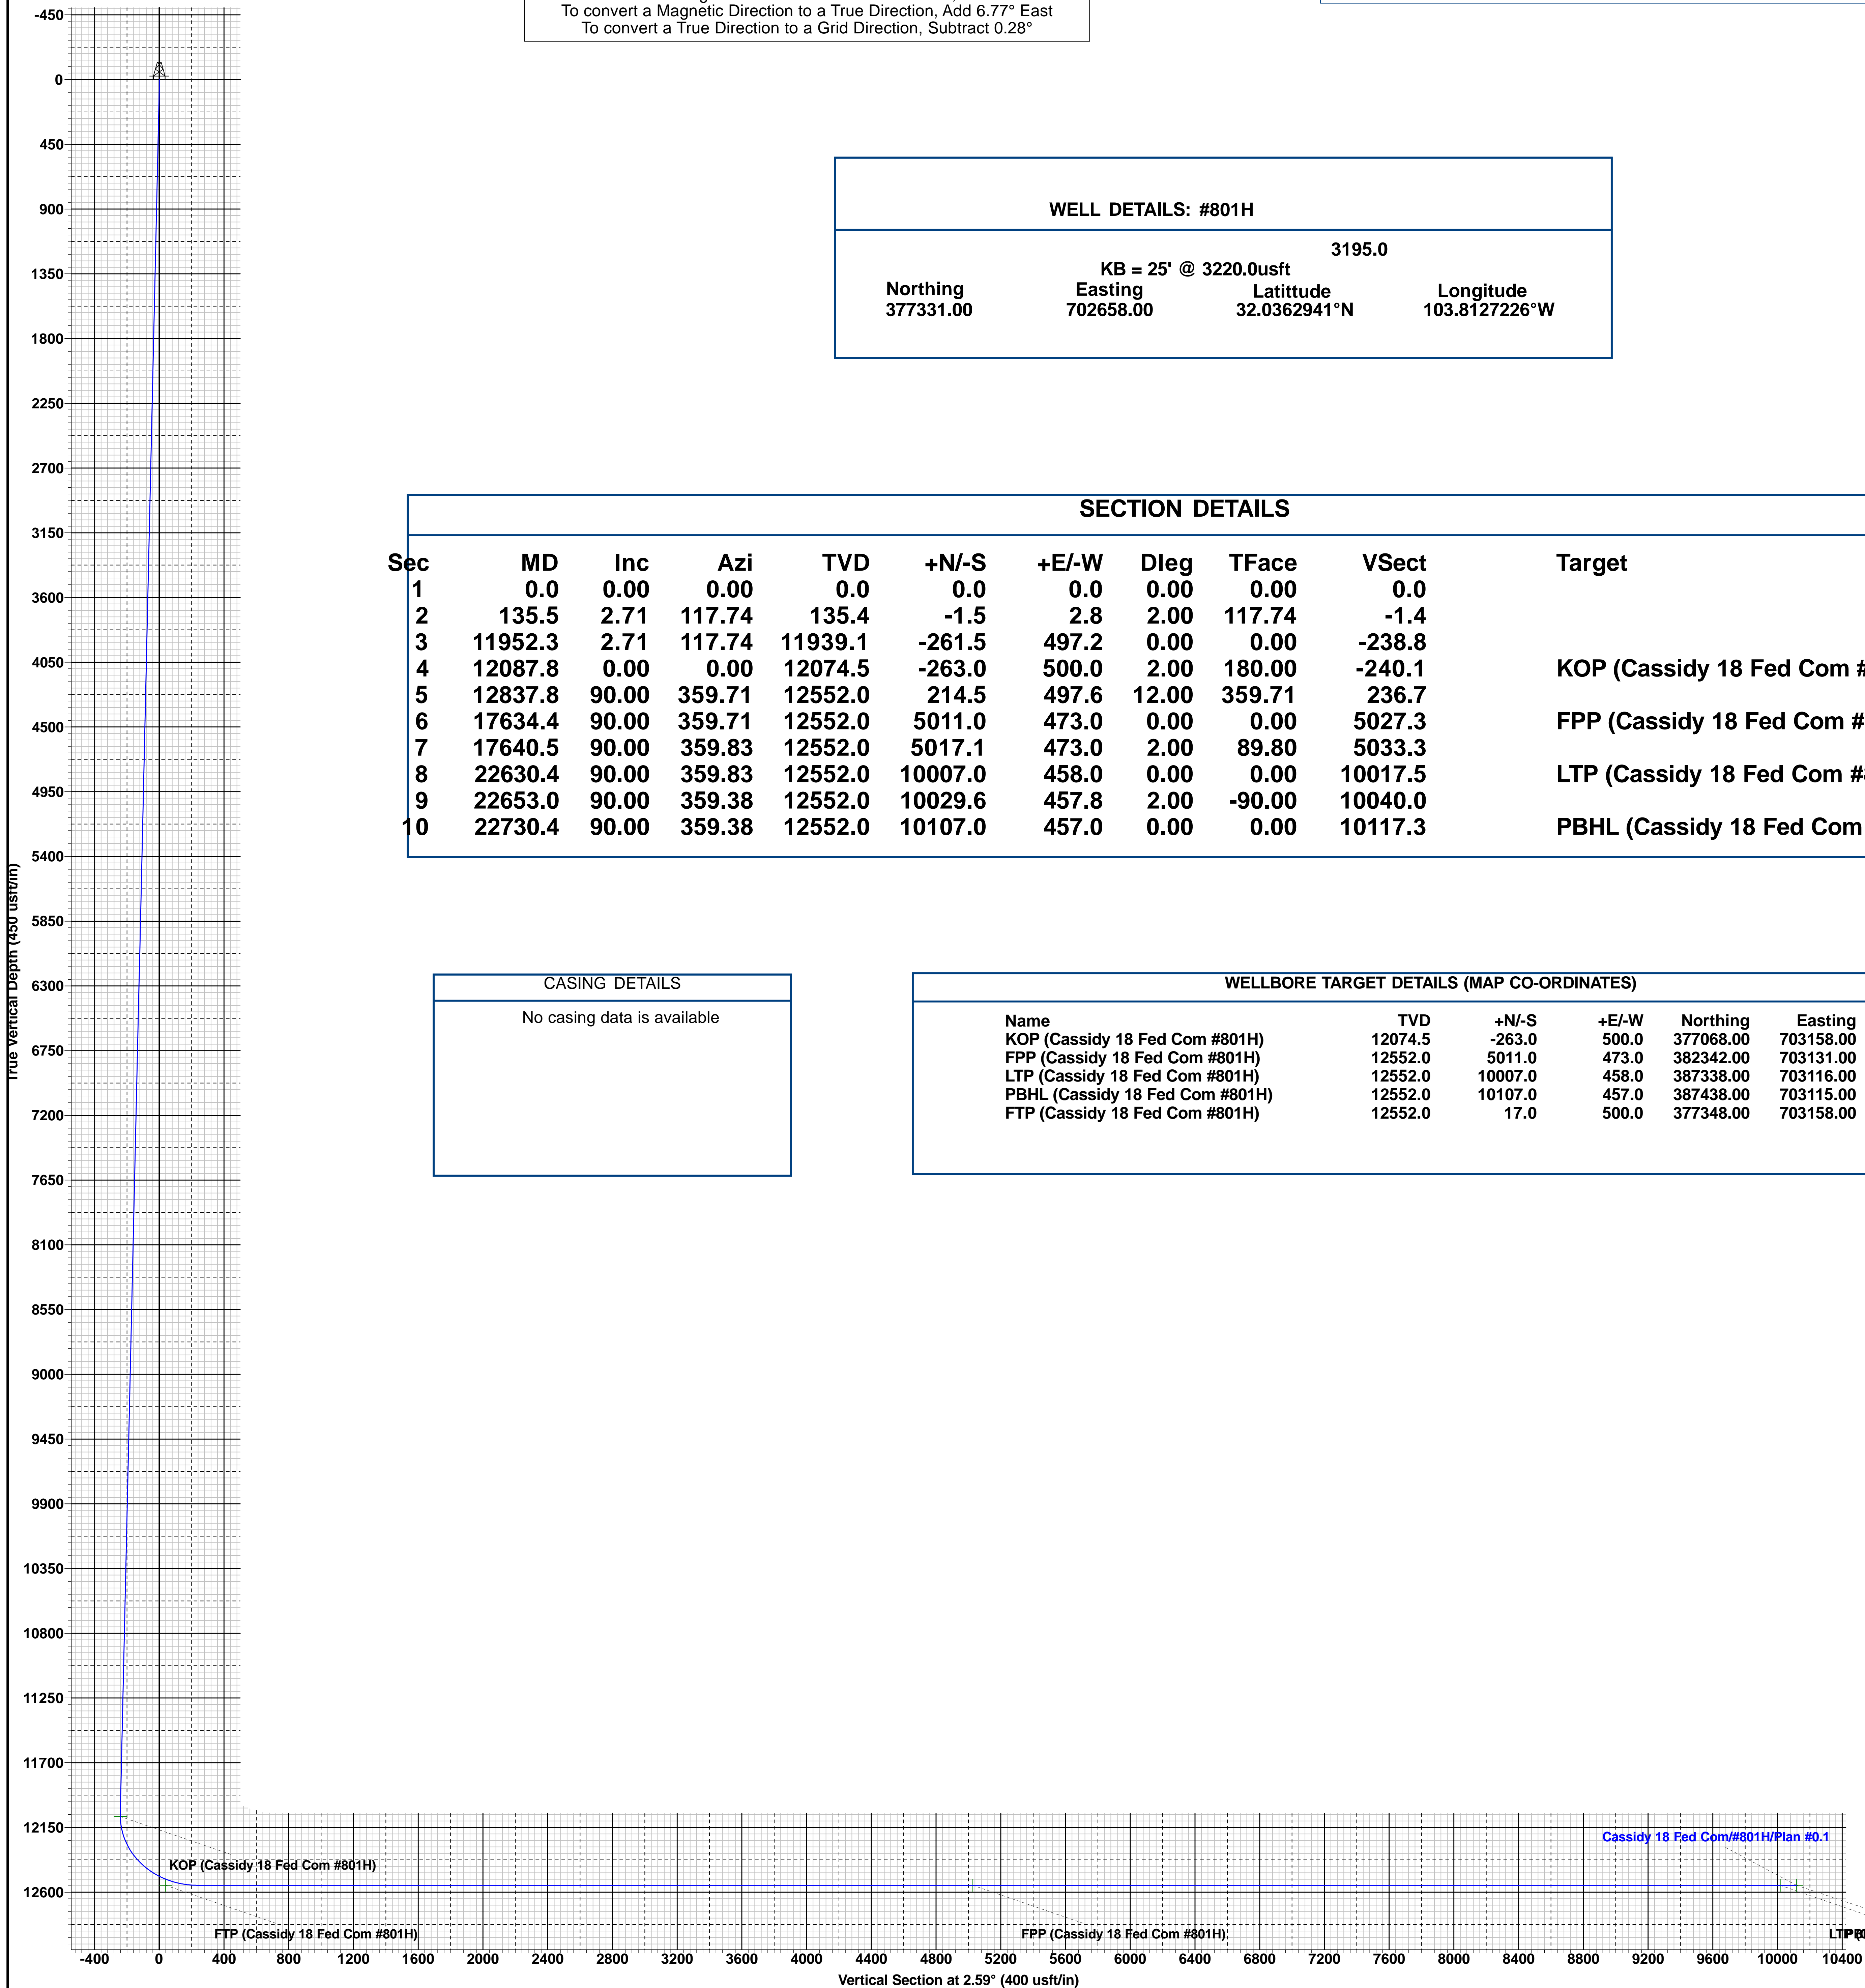 To convert a Magnetic Direction to a True Direction, Add 6.77° East
To convert a True Direction to a Grid Direction, Subtract 0.28°
WELL DETAILS: #801H
3195.0
KB = 25' @ 3220.0usft
Northing Easting Latittude Longitude
377331.00 702658.00 32.0362941°N 103.8127226°W
SECTION DETAILS
Sec MD Inc Azi TVD +N/-S +E/-W Dleg TFace VSect Target
1 0.0 0.00 0.00 0.0 0.0 0.0 0.00 0.00 0.0
2 135.5 2.71 117.74 135.4 -1.5 2.8 2.00 117.74 -1.4
3 11952.3 2.71 117.74 11939.1 -261.5 497.2 0.00 0.00 -238.8
4 12087.8 0.00 0.00 12074.5 -263.0 500.0 2.00 180.00 -240.1 KOP (Cassidy 18 Fed Com #
5 12837.8 90.00 359.71 12552.0 214.5 497.6 12.00 359.71 236.7
6 17634.4 90.00 359.71 12552.0 5011.0 473.0 0.00 0.00 5027.3 FPP (Cassidy 18 Fed Com #
7 17640.5 90.00 359.83 12552.0 5017.1 473.0 2.00 89.80 5033.3
8 22630.4 90.00 359.83 12552.0 10007.0 458.0 0.00 0.00 10017.5 LTP (Cassidy 18 Fed Com #
9 22653.0 90.00 359.38 12552.0 10029.6 457.8 2.00 -90.00 10040.0
10 22730.4 90.00 359.38 12552.0 10107.0 457.0 0.00 0.00 10117.3 PBHL (Cassidy 18 Fed Com
CASING DETAILS
No casing data is available
WELLBORE TARGET DETAILS (MAP CO-ORDINATES)
Name TVD +N/-S +E/-W Northing Easting
KOP (Cassidy 18 Fed Com #801H) 12074.5 -263.0 500.0 377068.00 703158.00
FPP (Cassidy 18 Fed Com #801H) 12552.0 5011.0 473.0 382342.00 703131.00
LTP (Cassidy 18 Fed Com #801H) 12552.0 10007.0 458.0 387338.00 703116.00
PBHL (Cassidy 18 Fed Com #801H) 12552.0 10107.0 457.0 387438.00 703115.00
FTP (Cassidy 18 Fed Com #801H) 12552.0 17.0 500.0 377348.00 703158.00
True Vertical Depth (450 usft/in)
-450
0
450
900
1350
1800
2250
2700
3150
3600
4050
4500
4950
5400
5850
6300
6750
7200
7650
8100
8550
9000
9450
9900
10350
10800
11250
11700
12150
12600
Cassidy 18 Fed Com/#801H/Plan #0.1
KOP (Cassidy 18 Fed Com #801H)
FTP (Cassidy 18 Fed Com #801H)
FPP (Cassidy 18 Fed Com #801H)
-400 0 400 800 1200 1600 2000 2400 2800 3200 3600 4000 4400 4800 5200 5600 6000 6400 6800 7200 7600 8000 8400 8800 9200 9600 10000 10400
Vertical Section at 2.59° (400 usft/in)